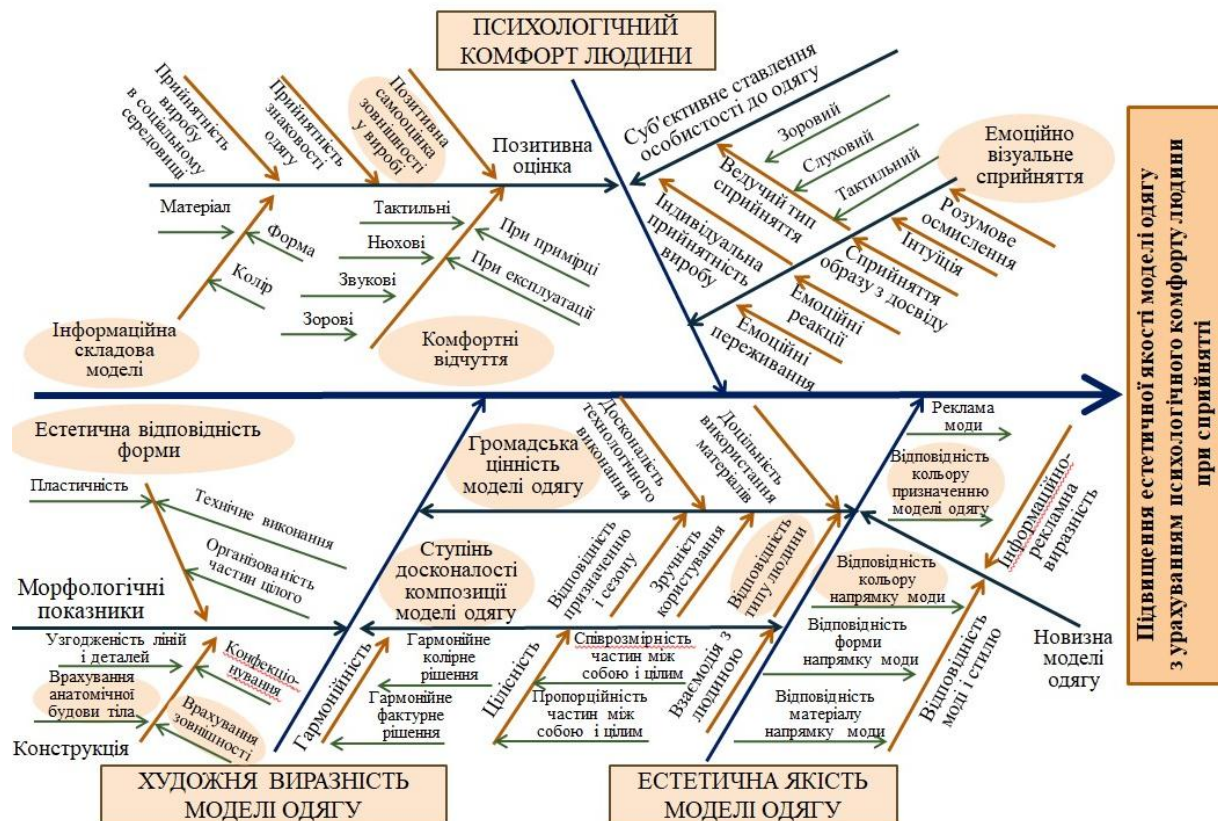 ПСИХОЛОГІЧНИЙ
КОМФОРТ ЛЮДИНИ
Прийнятність
виробу
в соціальному
середовищі
Прийнятність
знаковості
одягу
Позитивна
самооцінка
зовнішності
у виробі
Позитивна
оцінка
Суб'єктивне ставлення
особистості до одягу
Зоровий
Слуховий
Тактильний
Ведучий тип
сприйняття
Емоційно
візуальне
сприйняття
Матеріал
Форма
Колір
Інформаційна
складова
моделі
Тактильні
Нюхові
Звукові
Зорові
При примірці
При експлуатації
Комфортні
відчуття
Індивідуальна
прийнятність
виробу
Розумове
осмислення
Інтуїція
Сприйняття
образу з досвіду
Емоційні
реакції
Емоційні
переживання
Підвищення естетичної якості моделі одягу
з урахуванням психологічного комфорту людини
при сприйнятті
Естетична відповідність
форми
Пластичність
Технічне виконання
Організованість
частин цілого
Морфологічні
показники
Узгодженість ліній
і деталей
Врахування
анатомічної
будови тіла
Конфекціо-
нування
Врахування
зовнішності
Конструкція
Громадська
цінність
моделі одягу
Досконалість
технологічного
виконання
Доцільність
використання
матеріалів
Відповідність
призначенню
і сезону
Зручність
користування
Відповідність
типу людини
Ступінь
досконалості
композиції
моделі одягу
Гармонійність
Гармонійне
колірне
рішення
Гармонійне
фактурне
рішення
Цілісність
Співрозмірність
частин між
собою і цілим
Пропорційність
частин між
собою і цілим
Взаємодія з
людиною
Реклама
моди
Відповідність
кольору
призначенню
моделі одягу
Інформаційно-
рекламна
виразність
Відповідність
кольору
напрямку моди
Відповідність
форми
напрямку моди
Відповідність
матеріалу
напрямку моди
Відповідність
моді і стилю
Новизна
моделі
одягу
ХУДОЖНЯ ВИРАЗНІСТЬ
МОДЕЛІ ОДЯГУ
ЕСТЕТИЧНА ЯКІСТЬ
МОДЕЛІ ОДЯГУ